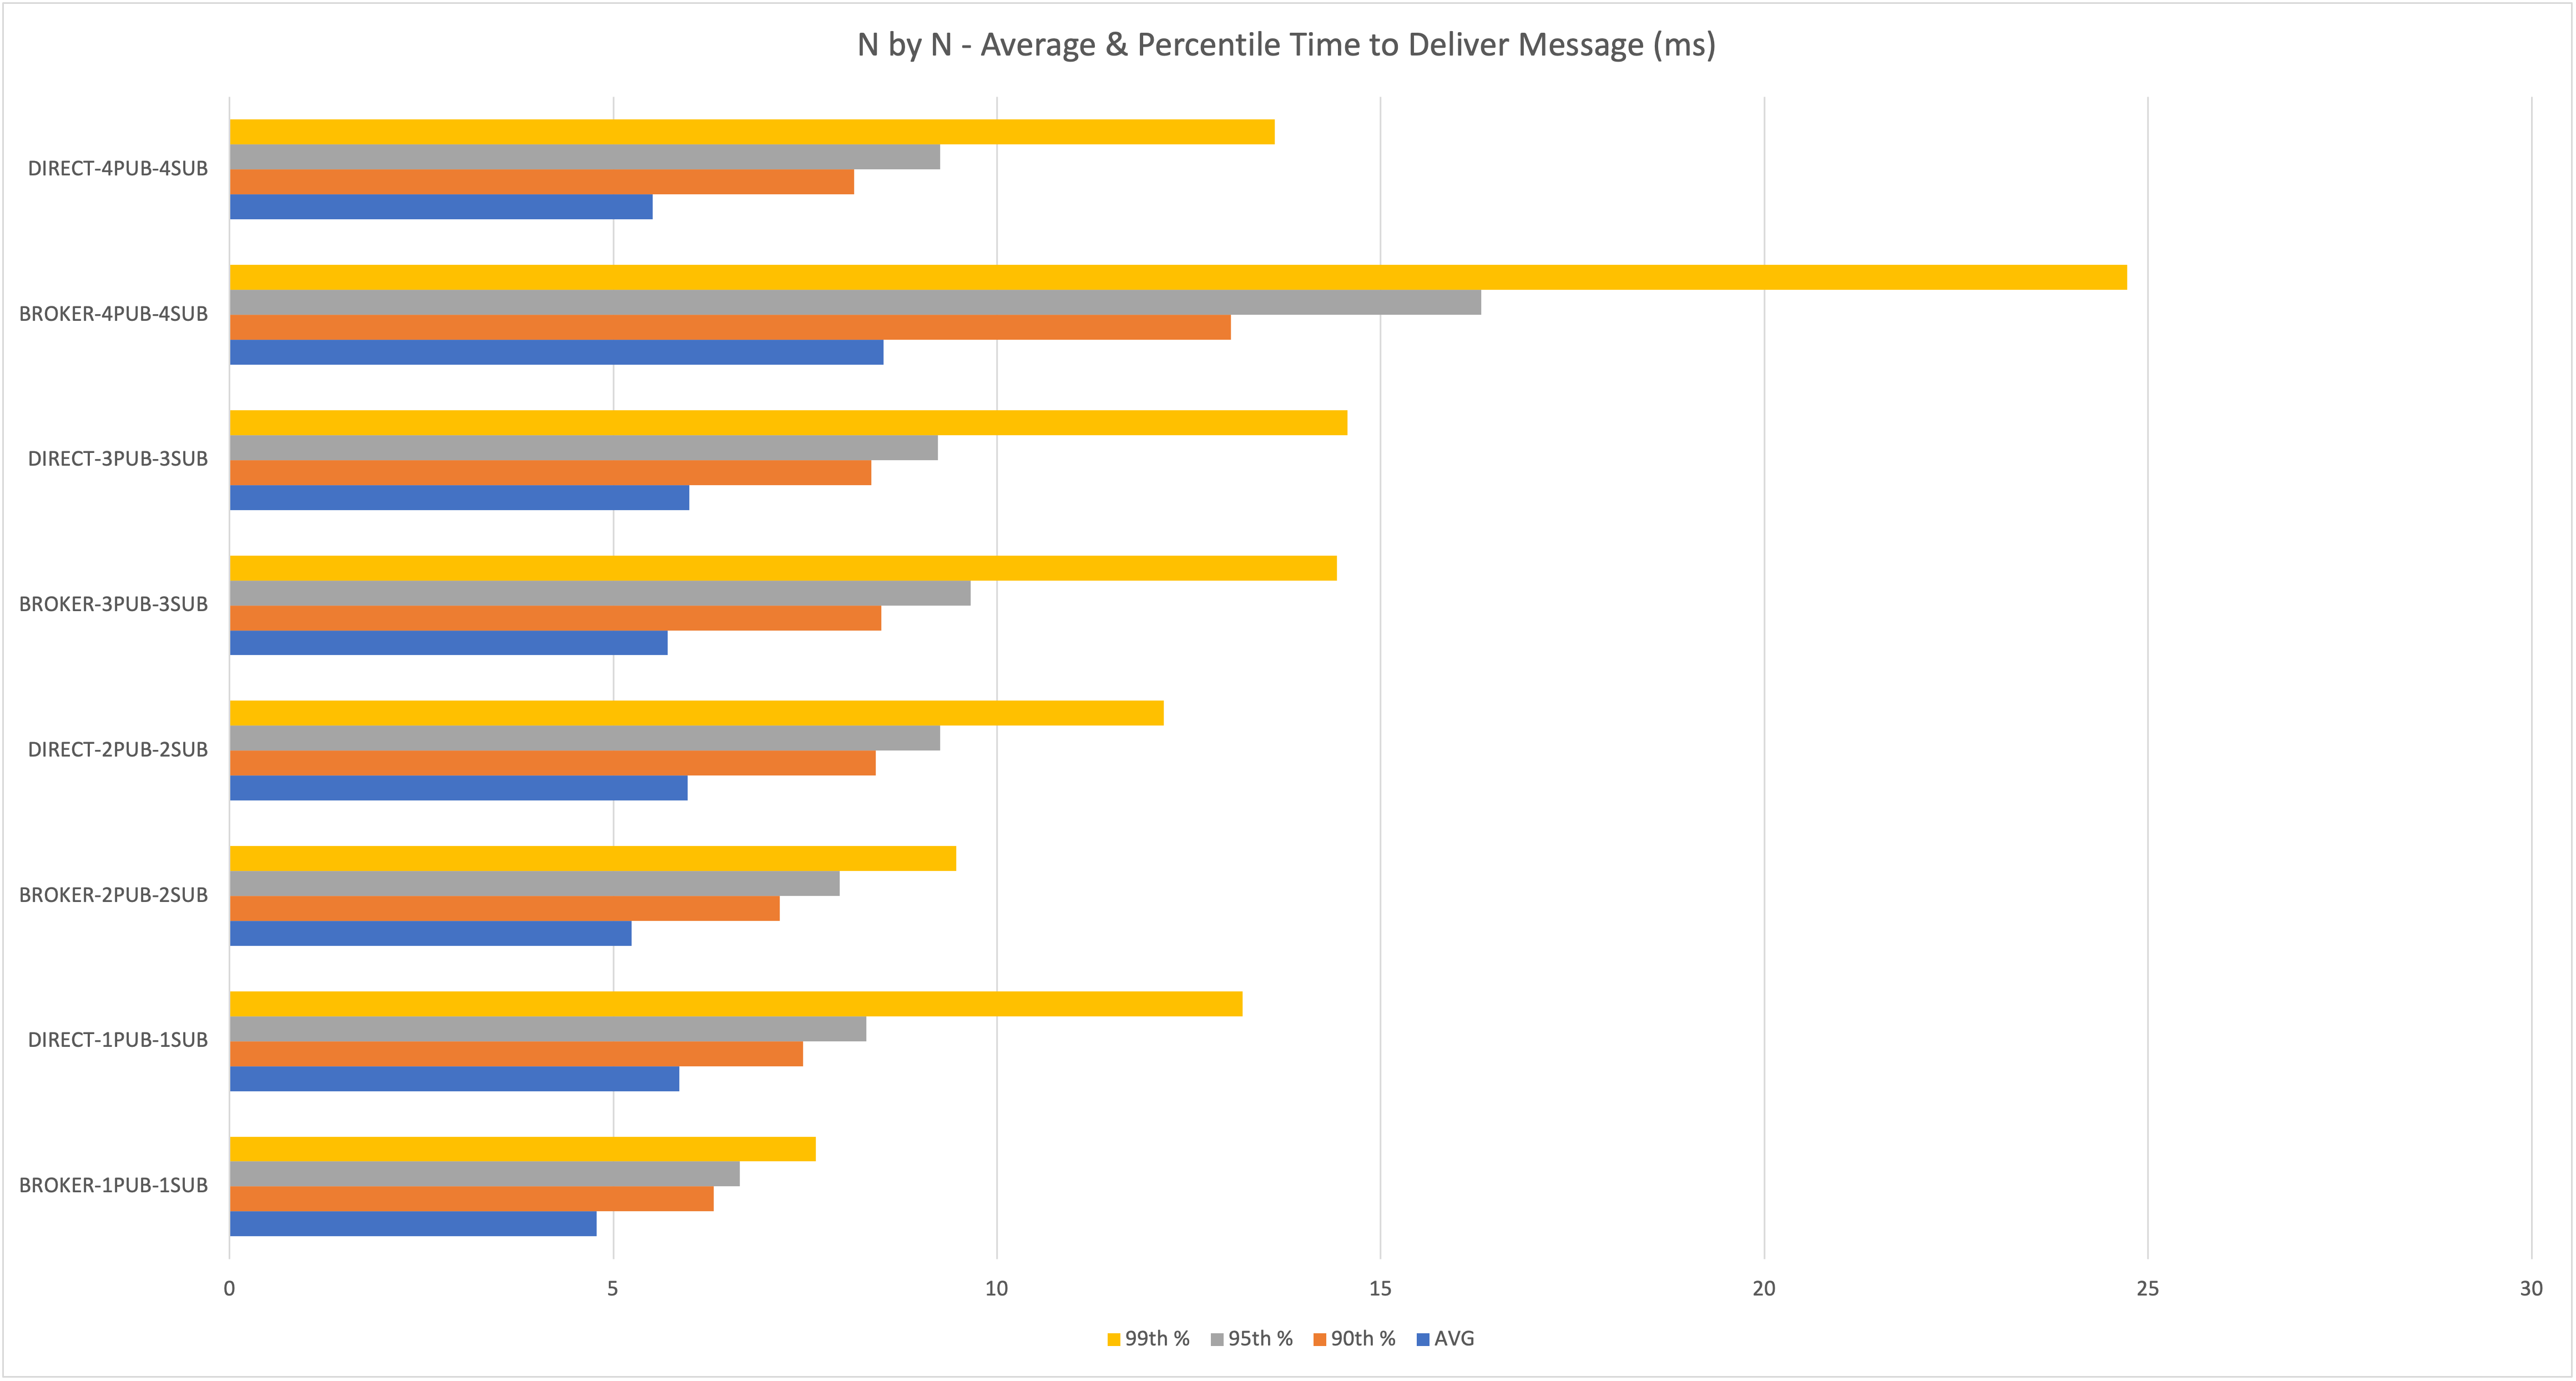 N by N - Average & Percentile Time to Deliver Message (ms)
DIRECT-4PUB-4SUB
BROKER-4PUB-4SUB
DIRECT-3PUB-3SUB
BROKER-3PUB-3SUB
DIRECT-2PUB-2SUB
BROKER-2PUB-2SUB
DIRECT-1PUB-1SUB
BROKER-1PUB-1SUB
0 5 10 15 20 25 30
99th % 95th % 90th % AVG